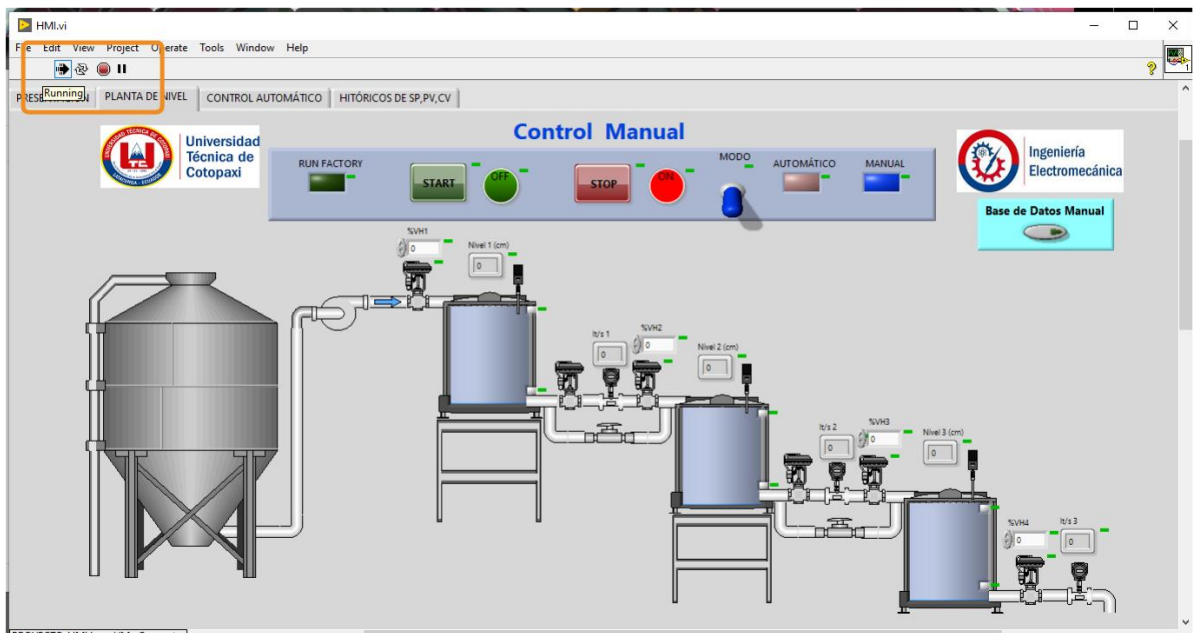 HMI.vi
File Edit View Project Operate Tools Window Help
Running
PLANTA DE NIVEL
CONTROL AUTOMÁTICO
HITÓRICOS DE SP,PV,CV
Universidad
Técnica de
Cotopaxi
Control Manual
RUN FACTORY
START
OFF
STOP
ON
MODO
AUTOMÁTICO
MANUAL
Ingeniería
Electromecánica
Base de Datos Manual
%VH1
0
Nivel 1 (cm)
0
lt/s 1
0
%VH2
0
Nivel 2 (cm)
0
lt/s 2
0
%VH3
0
Nivel 3 (cm)
0
%VH4
0
lt/s 3
0